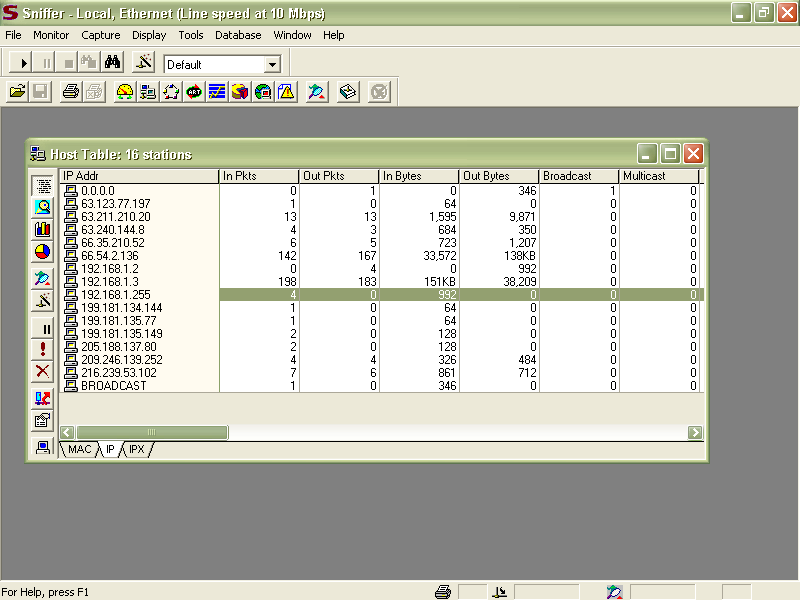 Sniffer - Local, Ethernet (Line speed at 10 Mbps)
File Monitor Capture Display Tools Database Window Help
Default
ART
Host Table: 16 stations
IP Addr In Pkts Out Pkts In Bytes Out Bytes Broadcast Multicast
0.0.0.0 0 1 0 346 1 0
63.123.77.197 1 0 64 0 0 0
63.211.210.20 13 13 1,595 9,871 0 0
63.240.144.8 4 3 684 350 0 0
66.35.210.52 6 5 723 1,207 0 0
66.54.2.136 142 167 33,572 138KB 0 0
192.168.1.2 0 4 0 992 0 0
192.168.1.3 198 183 151KB 38,209 0 0
192.168.1.255 4 0 992 0 0 0
199.181.134.144 1 0 64 0 0 0
199.181.135.77 1 0 64 0 0 0
199.181.135.149 2 0 128 0 0 0
205.188.137.80 2 0 128 0 0 0
209.246.139.252 4 4 326 484 0 0
216.239.53.102 7 6 861 712 0 0
BROADCAST 1 0 346 0 0 0
MAC IP IPX
For Help, press F1